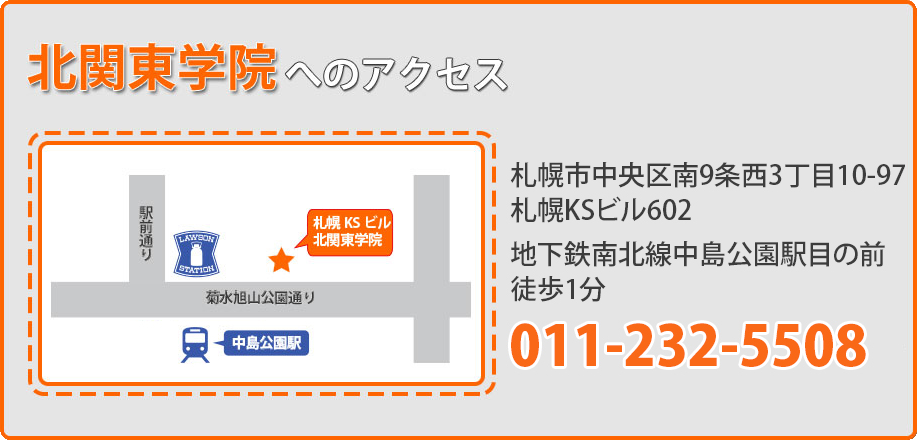 北関東学院へのアクセス
駅前通り
LAWSON
STATION
札幌KSビル
北関東学院
菊水旭山公園通り
中島公園駅
札幌市中央区南9条西3丁目10-97
札幌KSビル602
地下鉄南北線中島公園駅目の前
徒歩1分
011-232-5508